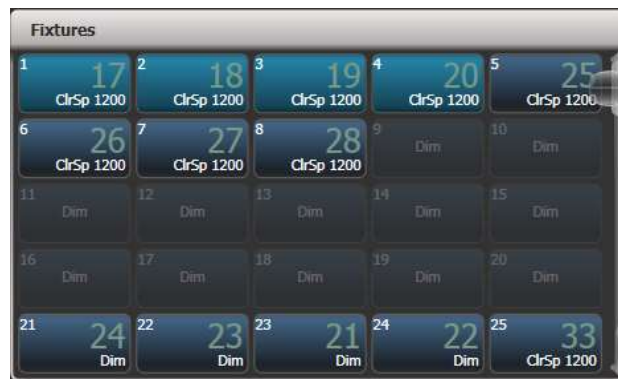 Fixtures
1 17 2 18 3 19 4 20 5 25
ClrSp 1200 ClrSp 1200 ClrSp 1200 ClrSp 1200 ClrSp 1200
6 26 7 27 8 28 9 10
ClrSp 1200 ClrSp 1200 ClrSp 1200 Dim Dim
11 12 13 14 15
Dim Dim Dim Dim Dim
16 17 18 19 20
Dim Dim Dim Dim Dim
21 24 22 23 23 21 24 22 25 33
Dim Dim Dim Dim ClrSp 1200